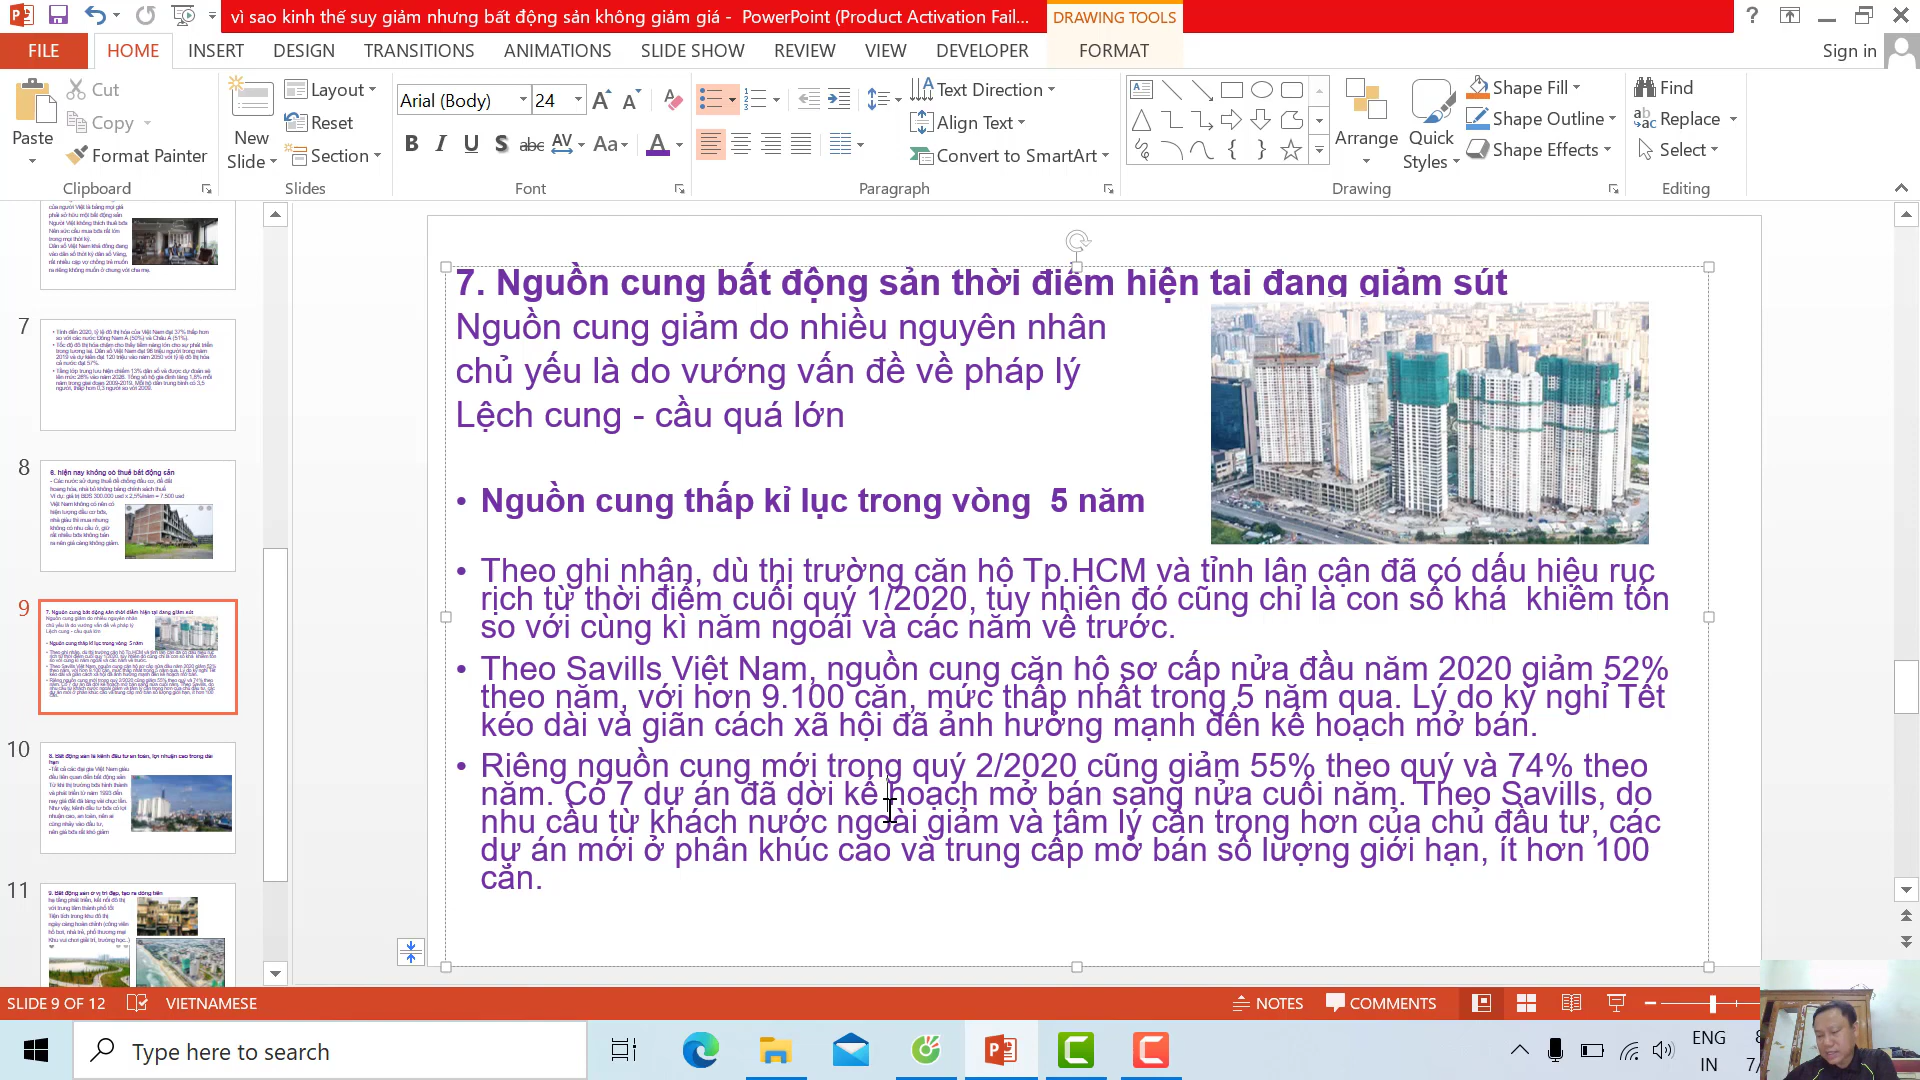 vì sao kinh thế suy giảm nhưng bất động sản không giảm giá - PowerPoint (Product Activation Fail...
DRAWING TOOLS
FILE HOME INSERT DESIGN TRANSITIONS ANIMATIONS SLIDE SHOW REVIEW VIEW DEVELOPER FORMAT Sign in
Cut
Copy
Format Painter
Paste
Clipboard
New Slide
Layout
Reset
Section
Slides
Arial (Body) 24
Font
Text Direction
Align Text
Convert to SmartArt
Paragraph
Arrange
Quick Styles
Shape Fill
Shape Outline
Shape Effects
Drawing
Find
Replace
Select
Editing
7
8
6. hiện nay không có thuế bất động sản
9
10
11
7. Nguồn cung bất động sản thời điểm hiện tại đang giảm sút
Nguồn cung giảm do nhiều nguyên nhân
chủ yếu là do vướng vấn đề về pháp lý
Lệch cung - cầu quá lớn
• Nguồn cung thấp kỉ lục trong vòng 5 năm
• Theo ghi nhận, dù thị trường căn hộ Tp.HCM và tỉnh lân cận đã có dấu hiệu rục
rịch từ thời điểm cuối quý 1/2020, tuy nhiên đó cũng chỉ là con số khá khiêm tốn
so với cùng kì năm ngoái và các năm về trước.
• Theo Savills Việt Nam, nguồn cung căn hộ sơ cấp nửa đầu năm 2020 giảm 52%
theo năm, với hơn 9.100 căn, mức thấp nhất trong 5 năm qua. Lý do kỳ nghỉ Tết
kéo dài và giãn cách xã hội đã ảnh hưởng mạnh đến kế hoạch mở bán.
• Riêng nguồn cung mới trong quý 2/2020 cũng giảm 55% theo quý và 74% theo
năm. Có 7 dự án đã dời kế hoạch mở bán sang nửa cuối năm. Theo Savills, do
nhu cầu từ khách nước ngoài giảm và tâm lý cẩn trọng hơn của chủ đầu tư, các
dự án mới ở phân khúc cao và trung cấp mở bán số lượng giới hạn, ít hơn 100
căn.
SLIDE 9 OF 12 VIETNAMESE NOTES COMMENTS
Type here to search
ENG
IN